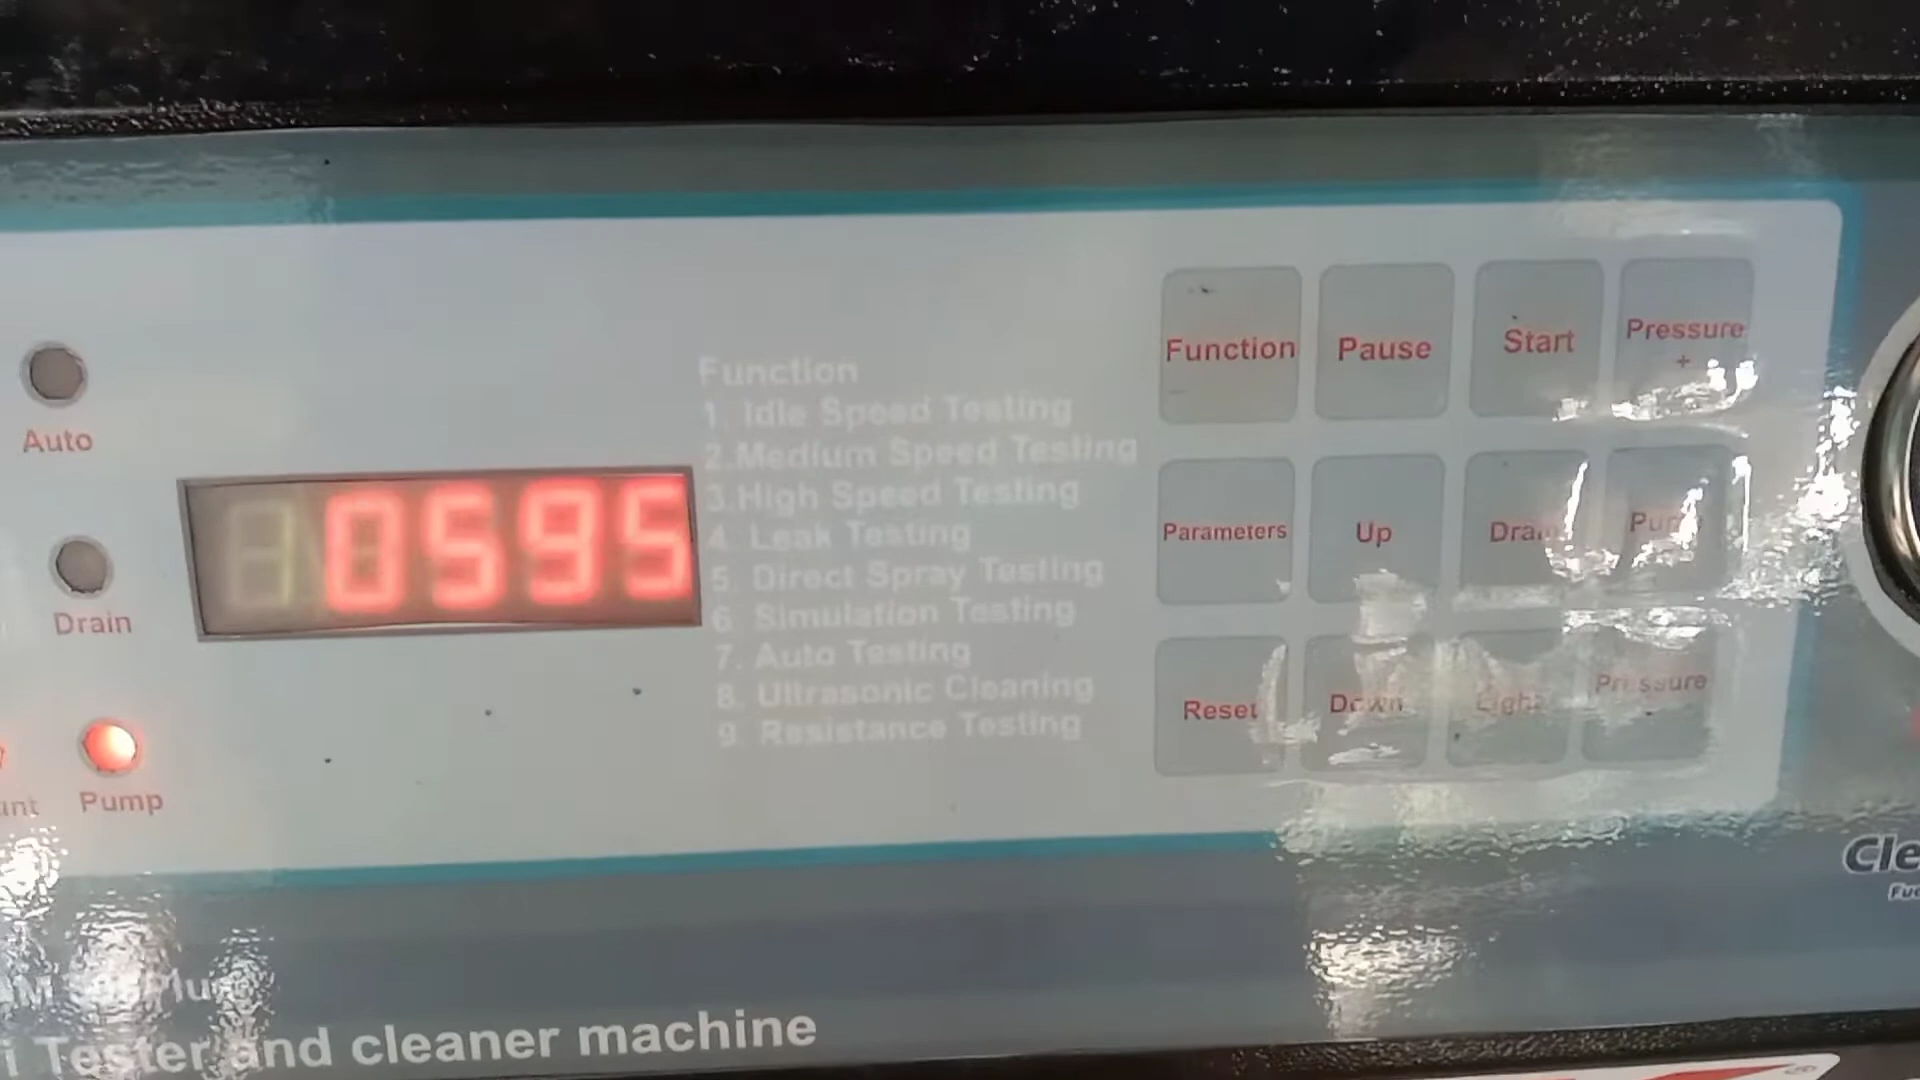 Auto
Drain
Pump
0595
Function
1. Idle Speed Testing
2.Medium Speed Testing
3.High Speed Testing
4. Leak Testing
5. Direct Spray Testing
6. Simulation Testing
7. Auto Testing
8. Ultrasonic Cleaning
9. Resistance Testing
Function
Pause
Start
Pressure
+
Parameters
Up
Drain
Pump
Reset
Down
Light
Pressure
Tester and cleaner machine